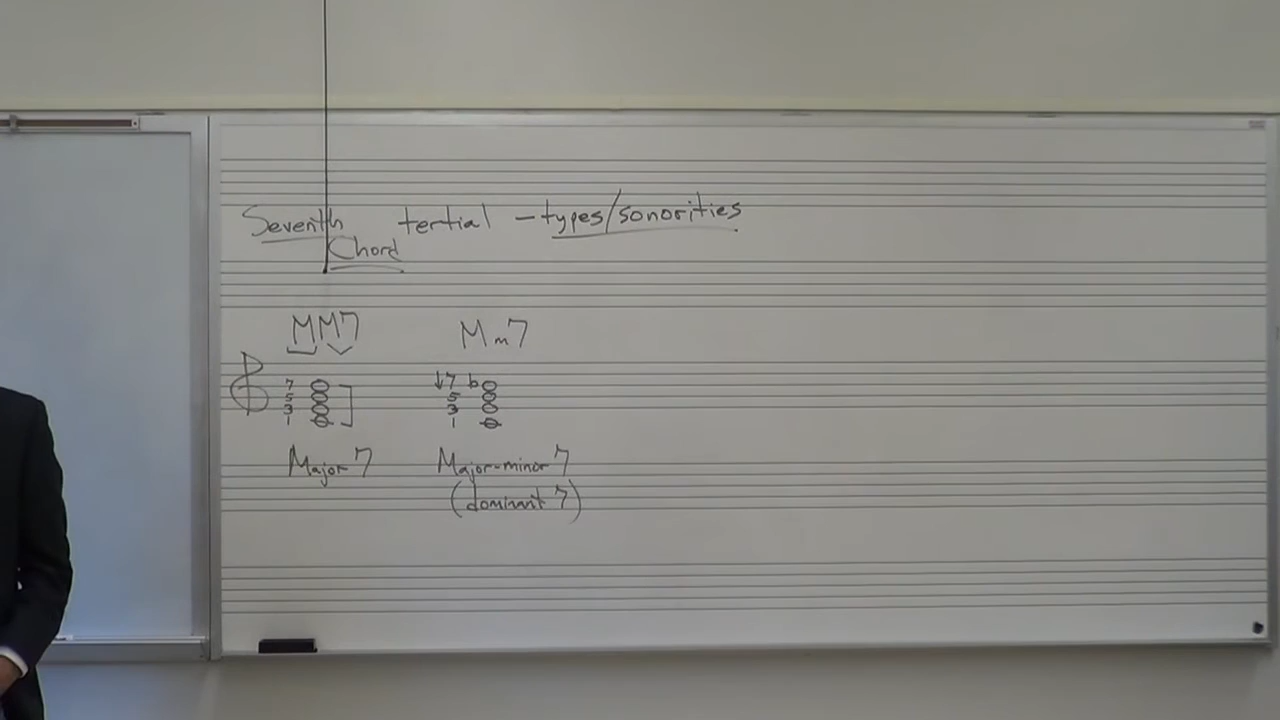 Seventh tertial - types/sonorities
Chord
MM7 Mm7
7 ↓7 b
5 5
3 3
1 1
Major 7 Major-minor 7
(dominant 7)